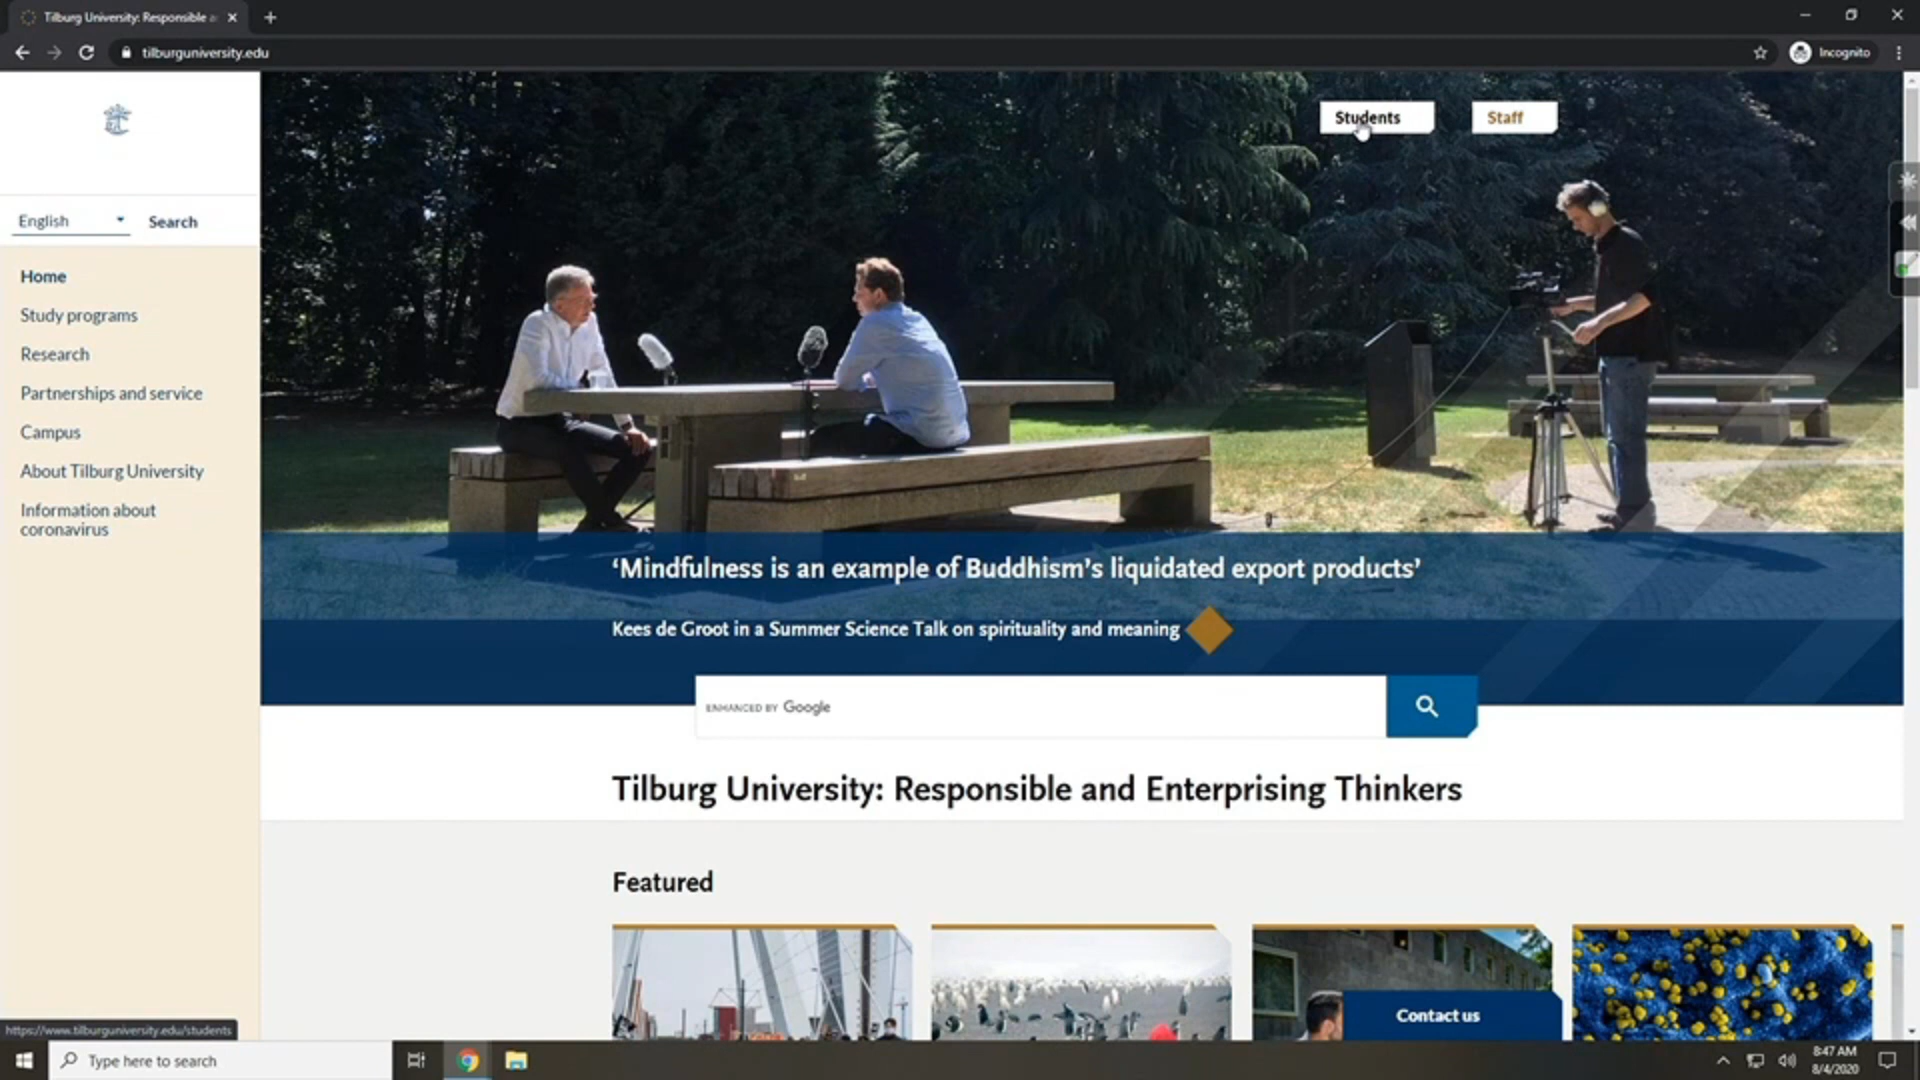 Tilburg University: Responsible a
tilburguniversity.edu
Incognito
Students
Staff
English
Search
Home
Study programs
Research
Partnerships and service
Campus
About Tilburg University
Information about
coronavirus
‘Mindfulness is an example of Buddhism’s liquidated export products’
Kees de Groot in a Summer Science Talk on spirituality and meaning
ENHANCED BY Google
Tilburg University: Responsible and Enterprising Thinkers
Featured
Contact us
https://www.tilburguniversity.edu/students
Type here to search
8:47 AM
8/4/2020